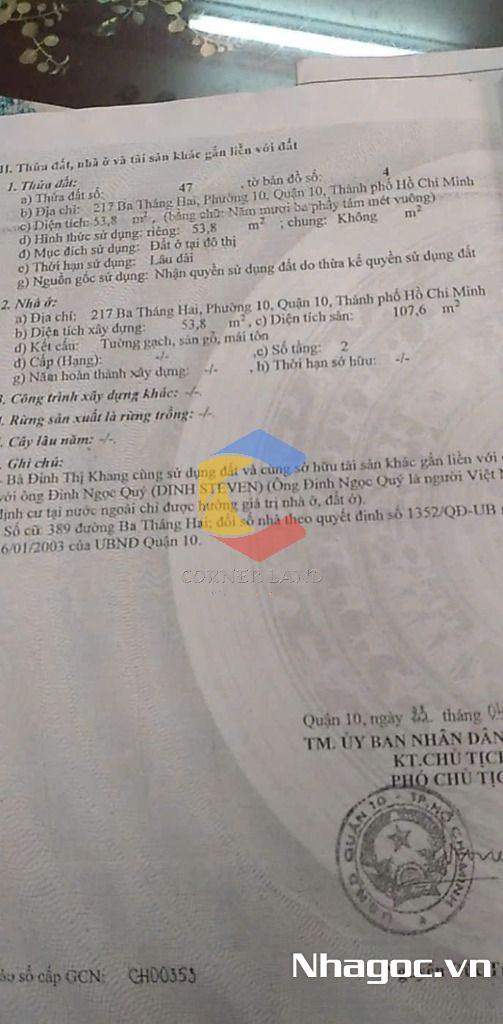 II. Thửa đất, nhà ở và tài sản khác gắn liền với đất
1. Thửa đất:
a) Thửa đất số: 47 , tờ bản đồ số: 4
b) Địa chỉ: 217 Ba Tháng Hai, Phường 10, Quận 10, Thành phố Hồ Chí Minh
c) Diện tích: 53,8 m², (bằng chữ: Năm mươi ba phẩy tám mét vuông)
d) Hình thức sử dụng: riêng: 53,8 m² ; chung: Không m²
đ) Mục đích sử dụng: Đất ở tại đô thị
e) Thời hạn sử dụng: Lâu dài
g) Nguồn gốc sử dụng: Nhận quyền sử dụng đất do thừa kế quyền sử dụng đất
2. Nhà ở:
a) Địa chỉ: 217 Ba Tháng Hai, Phường 10, Quận 10, Thành phố Hồ Chí Minh
b) Diện tích xây dựng: 53,8 m², c) Diện tích sàn: 107,6 m²
d) Kết cấu: Tường gạch, sàn gỗ, mái tôn
đ) Cấp (Hạng): -/- ,e) Số tầng: 2
g) Năm hoàn thành xây dựng: -/- , h) Thời hạn sở hữu: -/-
3. Công trình xây dựng khác: -/-.
. Rừng sản xuất là rừng trồng: -/-.
. Cây lâu năm: -/-.
. Ghi chú:
- Bà Đinh Thị Khang cùng sử dụng đất và cùng sở hữu tài sản khác gắn liền với
với ông Đinh Ngọc Quý (DINH STEVEN) (Ông Đinh Ngọc Quý là người Việt
định cư tại nước ngoài chỉ được hưởng giá trị nhà ở, đất ở).
Số cũ: 389 đường Ba Tháng Hai; đổi số nhà theo quyết định số 1352/QĐ-UB
6/01/2003 của UBND Quận 10.
CORNER LAND
Quận 10, ngày tháng
TM. ỦY BAN NHÂN DÂN
KT.CHỦ TỊCH
PHÓ CHỦ TỊC
U.B.N.D QUẬN 10 - TP.HỒ CHÍ MINH
số cấp GCN: CH00353
Nhagoc.vn